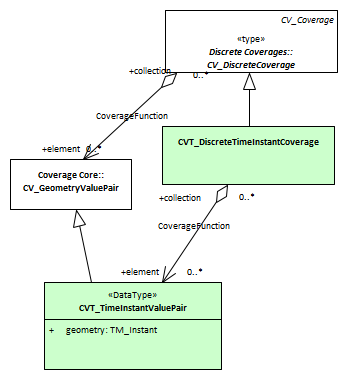 CV_Coverage
«type»
Discrete Coverages::
CV_DiscreteCoverage
+collection 0..*
CoverageFunction
+element 0..*
CVT_DiscreteTimeInstantCoverage
Coverage Core::
CV_GeometryValuePair
+collection 0..*
CoverageFunction
+element 0..*
«DataType»
CVT_TimeInstantValuePair
+ geometry: TM_Instant